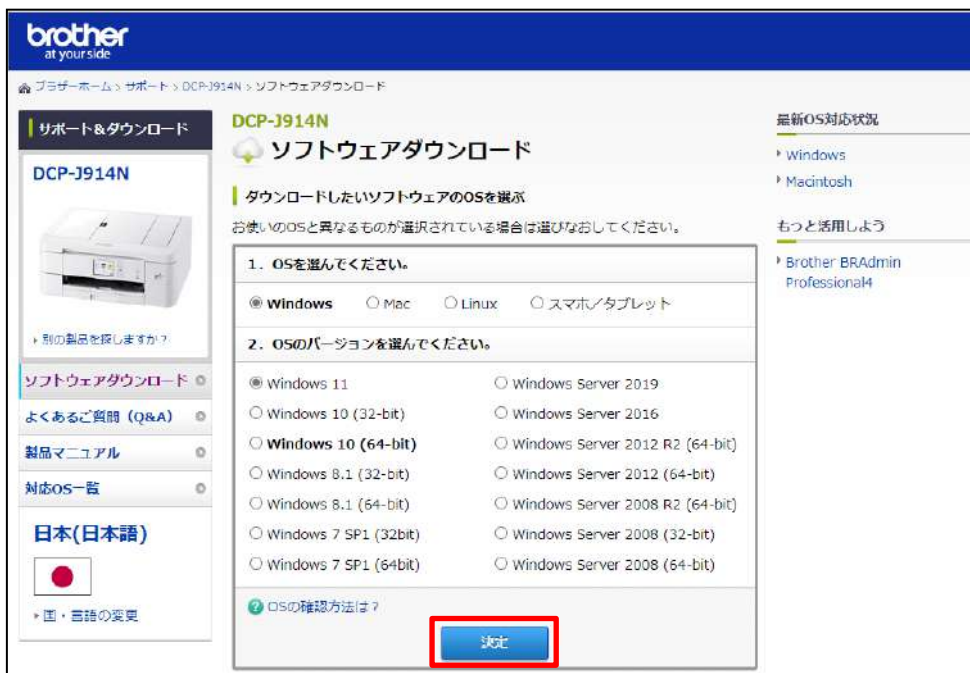 brother
at your side
ブラザーホーム > サポート > DCP-J914N > ソフトウェアダウンロード
サポート&ダウンロード
DCP-J914N
別の製品を探しますか?
ソフトウェアダウンロード
よくあるご質問（Q&A）
製品マニュアル
対応OS一覧
日本(日本語)
国・言語の変更
DCP-J914N
ソフトウェアダウンロード
ダウンロードしたいソフトウェアのOSを選ぶ
お使いのOSと異なるものが選択されている場合は選びなおしてください。
1. OSを選んでください。
Windows Mac Linux スマホ／タブレット
2. OSのバージョンを選んでください。
Windows 11 Windows Server 2019
Windows 10 (32-bit) Windows Server 2016
Windows 10 (64-bit) Windows Server 2012 R2 (64-bit)
Windows 8.1 (32-bit) Windows Server 2012 (64-bit)
Windows 8.1 (64-bit) Windows Server 2008 R2 (64-bit)
Windows 7 SP1 (32bit) Windows Server 2008 (32-bit)
Windows 7 SP1 (64bit) Windows Server 2008 (64-bit)
? OSの確認方法は?
決定
最新OS対応状況
Windows
Macintosh
もっと活用しよう
Brother BRAdmin
Professional4